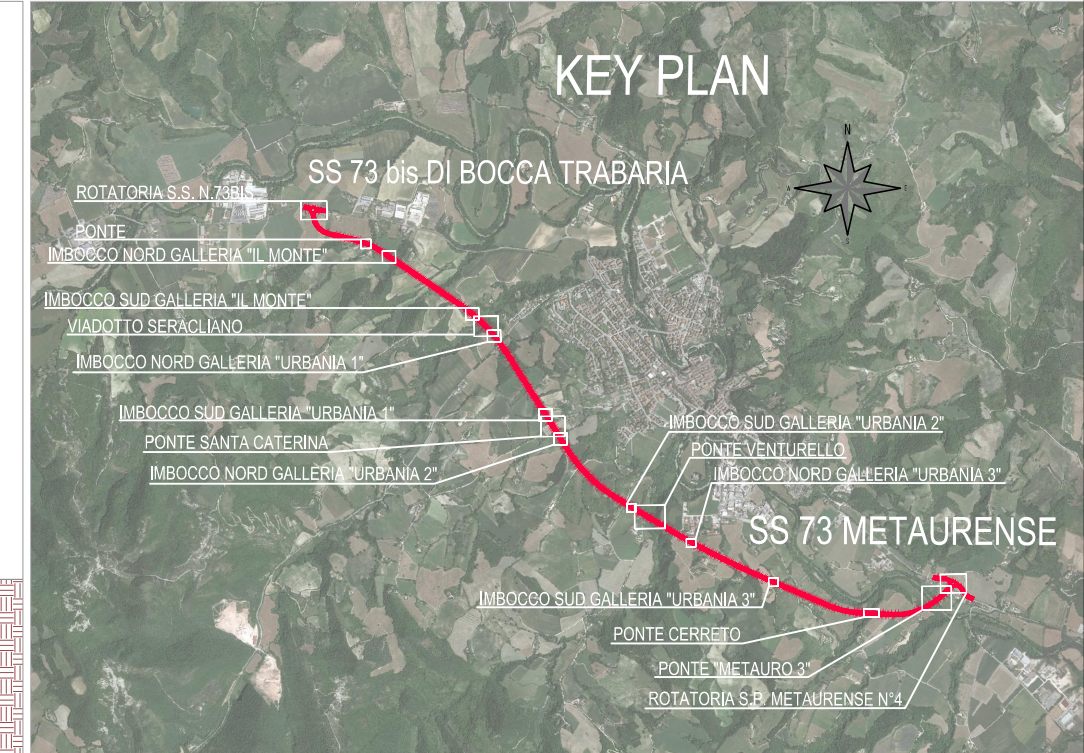 KEY PLAN
N
SS 73 bis DI BOCCA TRABARIA
ROTATORIA S.S. N.73BIS
PONTE
IMBOCCO NORD GALLERIA "IL MONTE"
IMBOCCO SUD GALLERIA "IL MONTE"
VIADOTTO SERACLIANO
IMBOCCO NORD GALLERIA "URBANIA 1"
IMBOCCO SUD GALLERIA "URBANIA 1"
PONTE SANTA CATERINA
IMBOCCO NORD GALLERIA "URBANIA 2"
IMBOCCO SUD GALLERIA "URBANIA 2"
PONTE VENTURELLO
IMBOCCO NORD GALLERIA "URBANIA 3"
SS 73 METAURENSE
IMBOCCO SUD GALLERIA "URBANIA 3"
PONTE CERRETO
PONTE "METAURO 3"
ROTATORIA S.B. METAURENSE N°4